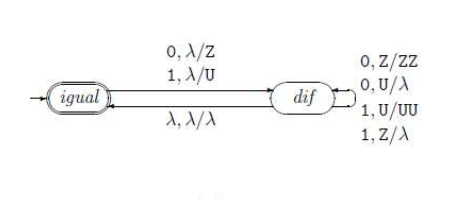 0, λ/Z
1, λ/U
igual
dif
λ, λ/λ
0, Z/ZZ
0, U/λ
1, U/UU
1, Z/λ